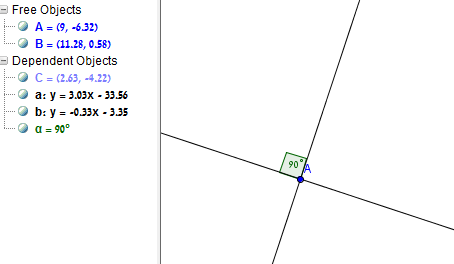 Free Objects
A = (9, -6.32)
B = (11.28, 0.58)
Dependent Objects
C = (2.63, -4.22)
a: y = 3.03x - 33.56
b: y = -0.33x - 3.35
α = 90°
90°
A